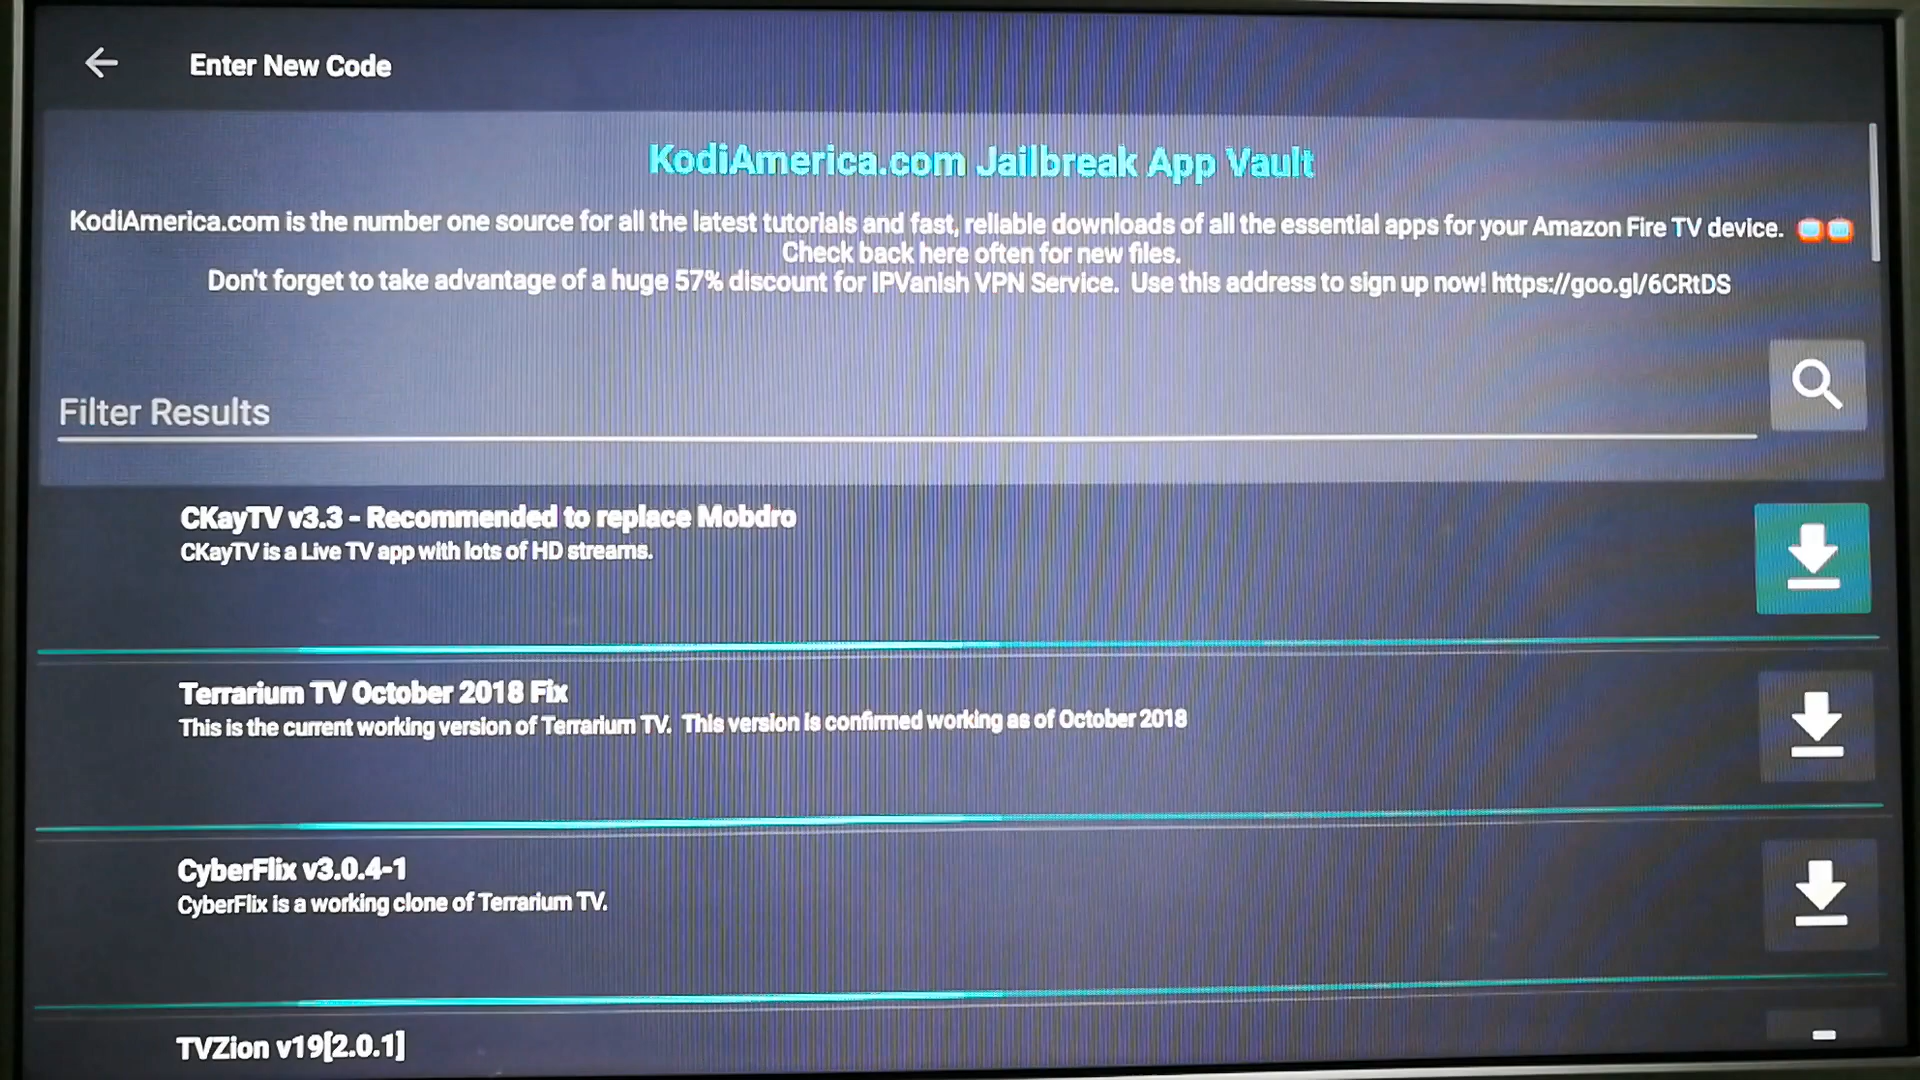 Enter New Code
KodiAmerica.com Jailbreak App Vault
KodiAmerica.com is the number one source for all the latest tutorials and fast, reliable downloads of all the essential apps for your Amazon Fire TV device.
Check back here often for new files.
Don't forget to take advantage of a huge 57% discount for IPVanish VPN Service. Use this address to sign up now! https://goo.gl/6CRtDS
Filter Results
CKayTV v3.3 - Recommended to replace Mobdro
CKayTV is a Live TV app with lots of HD streams.
Terrarium TV October 2018 Fix
This is the current working version of Terrarium TV. This version is confirmed working as of October 2018
CyberFlix v3.0.4-1
CyberFlix is a working clone of Terrarium TV.
TVZion v19[2.0.1]